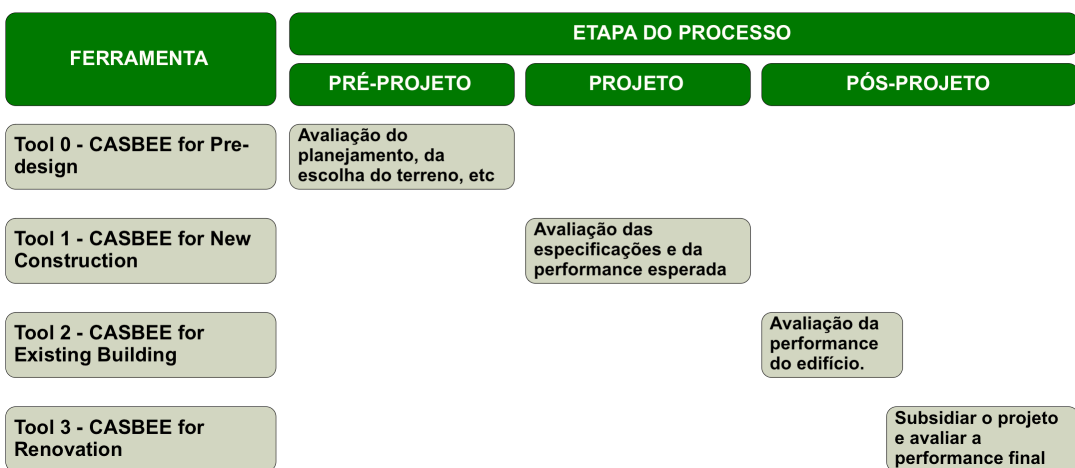 FERRAMENTA
ETAPA DO PROCESSO
PRÉ-PROJETO
PROJETO
PÓS-PROJETO
Tool 0 - CASBEE for Pre-
design
Avaliação do
planejamento, da
escolha do terreno, etc
Tool 1 - CASBEE for New
Construction
Avaliação das
especificações e da
performance esperada
Tool 2 - CASBEE for
Existing Building
Avaliação da
performance
do edifício.
Tool 3 - CASBEE for
Renovation
Subsidiar o projeto
e avaliar a
performance final